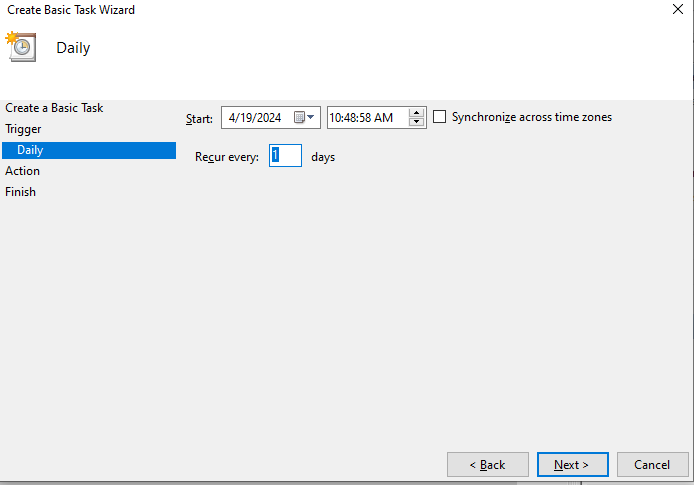 Create Basic Task Wizard
Daily
Create a Basic Task
Trigger
Daily
Action
Finish
Start: 4/19/2024 10:48:58 AM Synchronize across time zones
Recur every: 1 days
< Back Next > Cancel